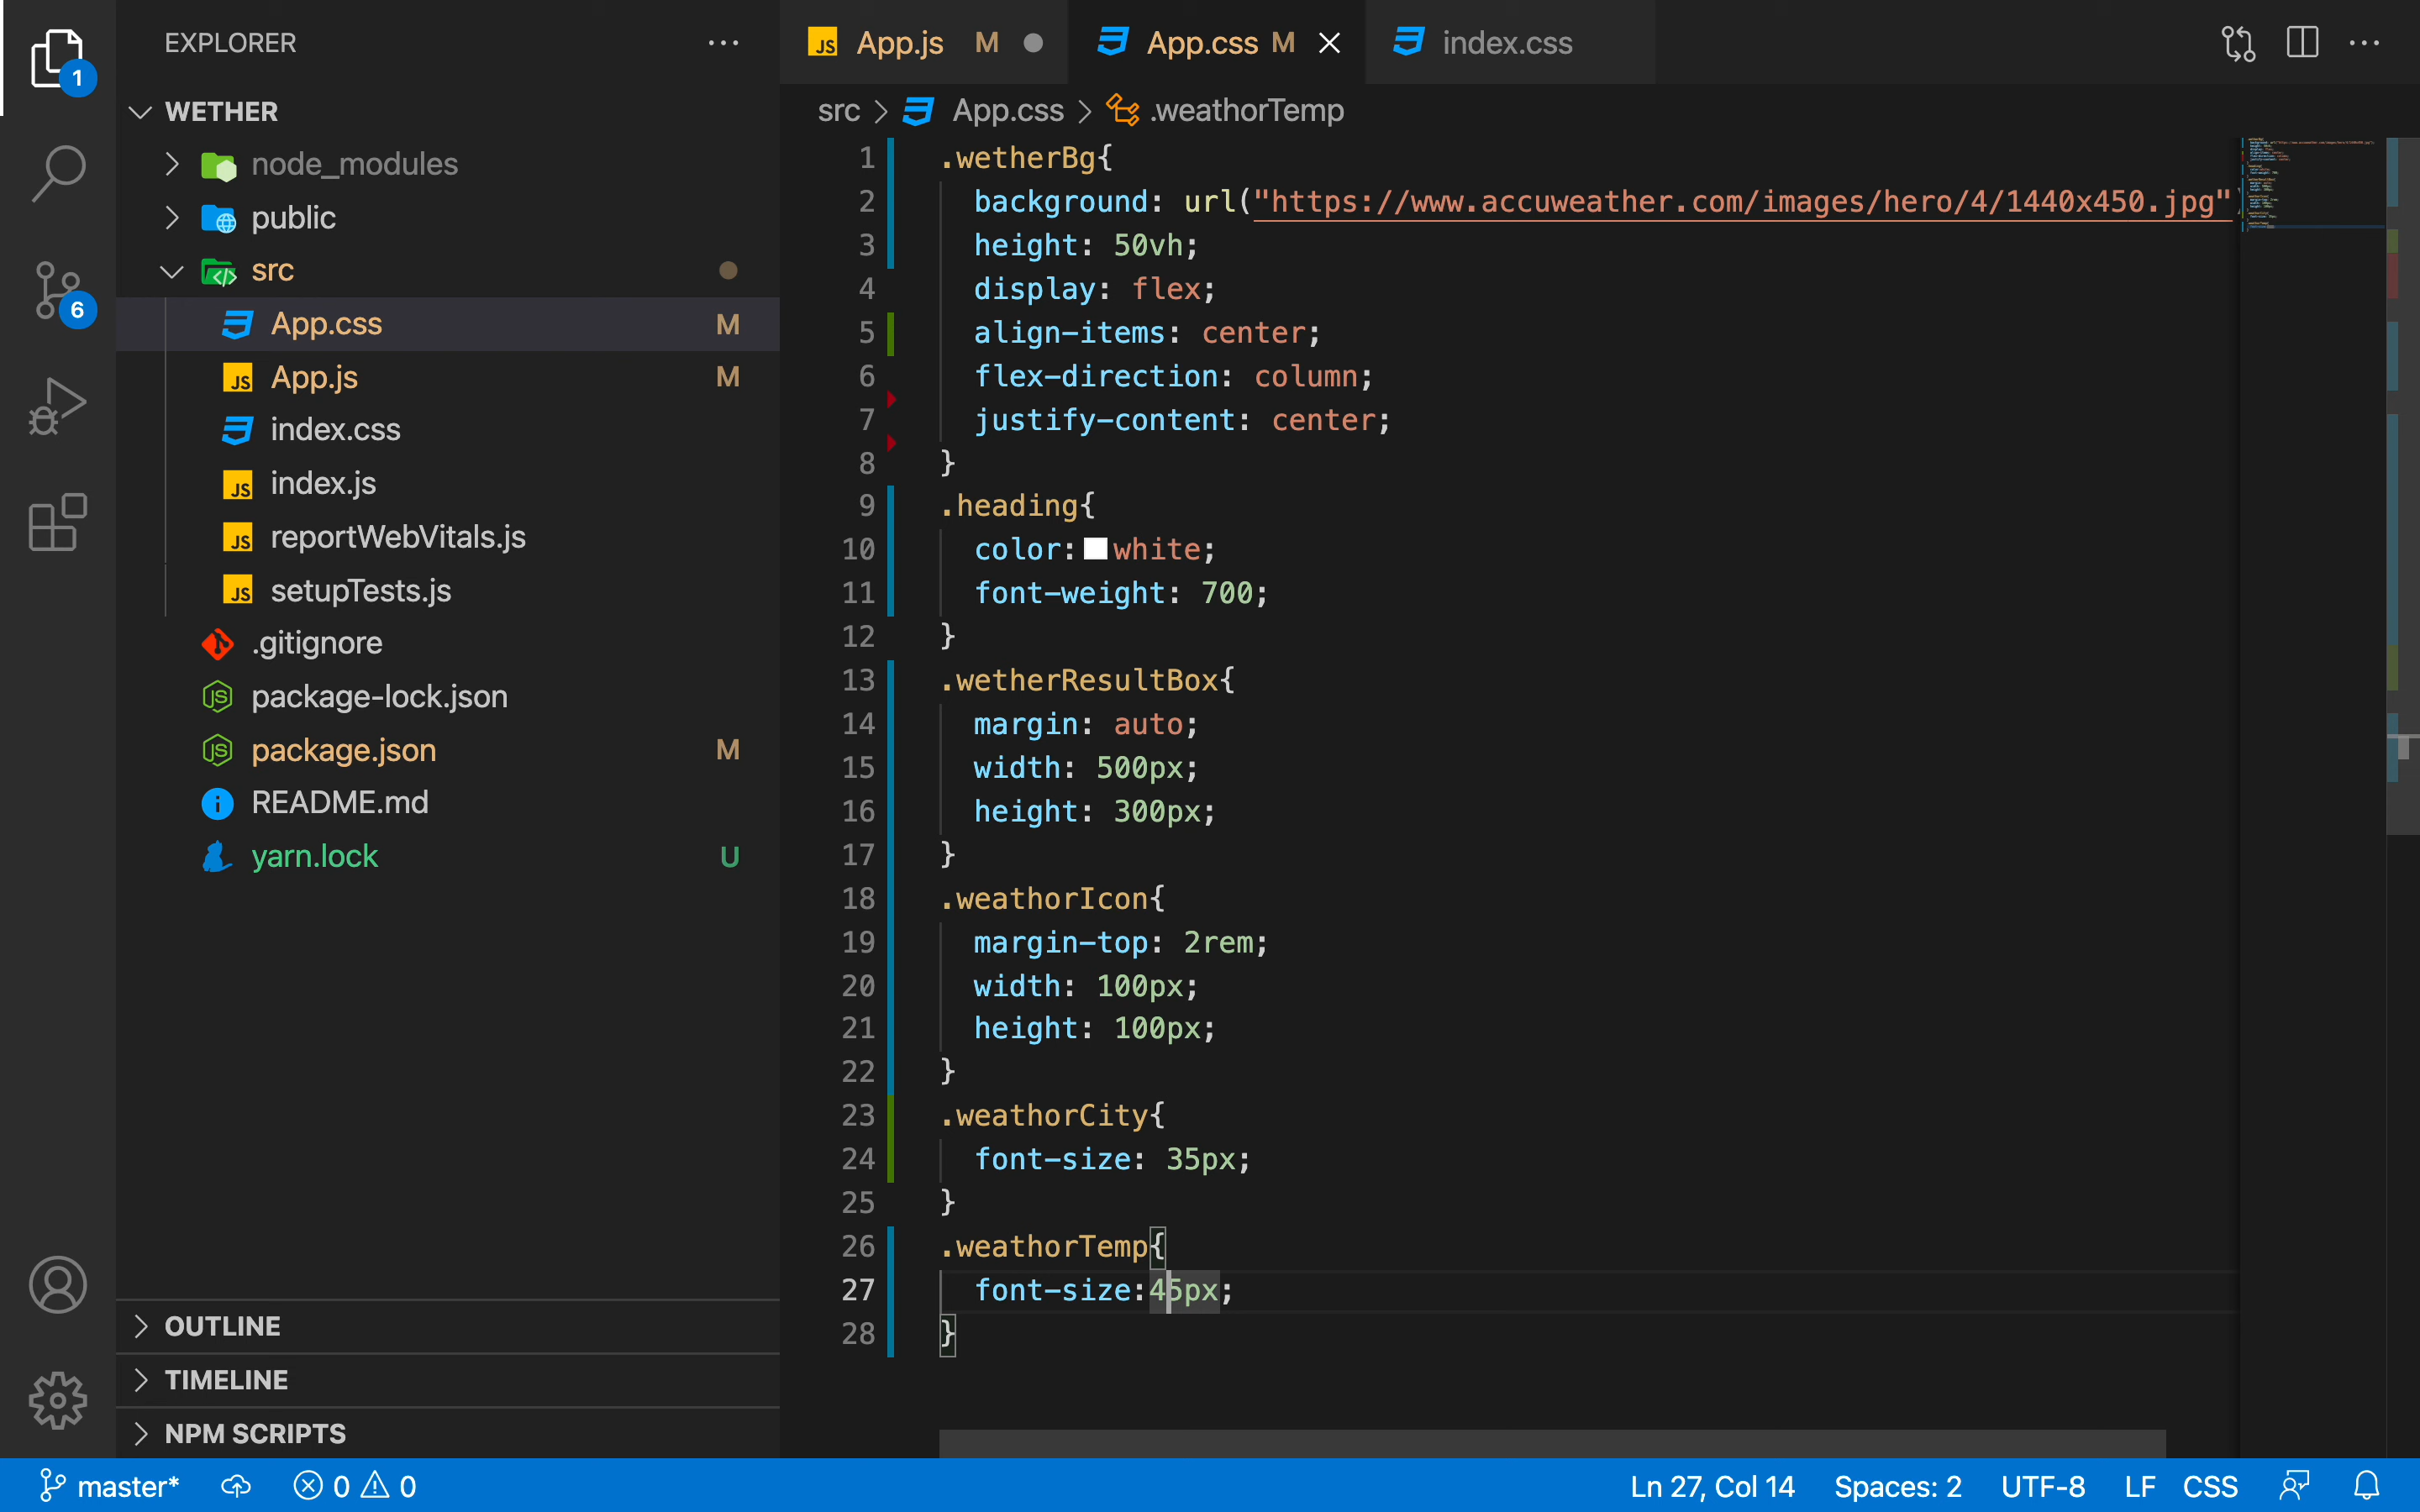 EXPLORER
App.js M
App.css M
index.css
1
WETHER
src > App.css > .weathorTemp
node_modules
public
src
App.css M
App.js M
index.css
index.js
reportWebVitals.js
setupTests.js
.gitignore
package-lock.json
package.json M
README.md
yarn.lock U
6
OUTLINE
TIMELINE
NPM SCRIPTS
1 .wetherBg{
2 background: url("https://www.accuweather.com/images/hero/4/1440x450.jpg"
3 height: 50vh;
4 display: flex;
5 align-items: center;
6 flex-direction: column;
7 justify-content: center;
8 }
9 .heading{
10 color: white;
11 font-weight: 700;
12 }
13 .wetherResultBox{
14 margin: auto;
15 width: 500px;
16 height: 300px;
17 }
18 .weathorIcon{
19 margin-top: 2rem;
20 width: 100px;
21 height: 100px;
22 }
23 .weathorCity{
24 font-size: 35px;
25 }
26 .weathorTemp{
27 font-size:45px;
28 }
master* 0 0
Ln 27, Col 14 Spaces: 2 UTF-8 LF CSS